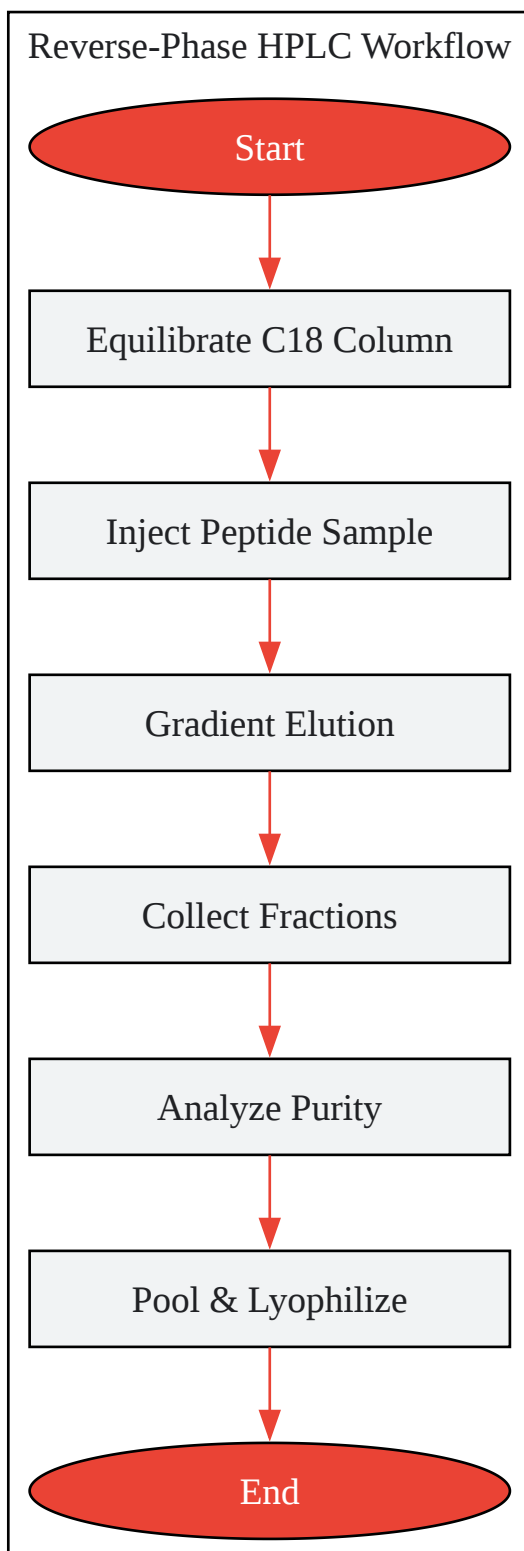 Reverse-Phase HPLC Workflow
Start
Equilibrate C18 Column
Inject Peptide Sample
Gradient Elution
Collect Fractions
Analyze Purity
Pool & Lyophilize
End